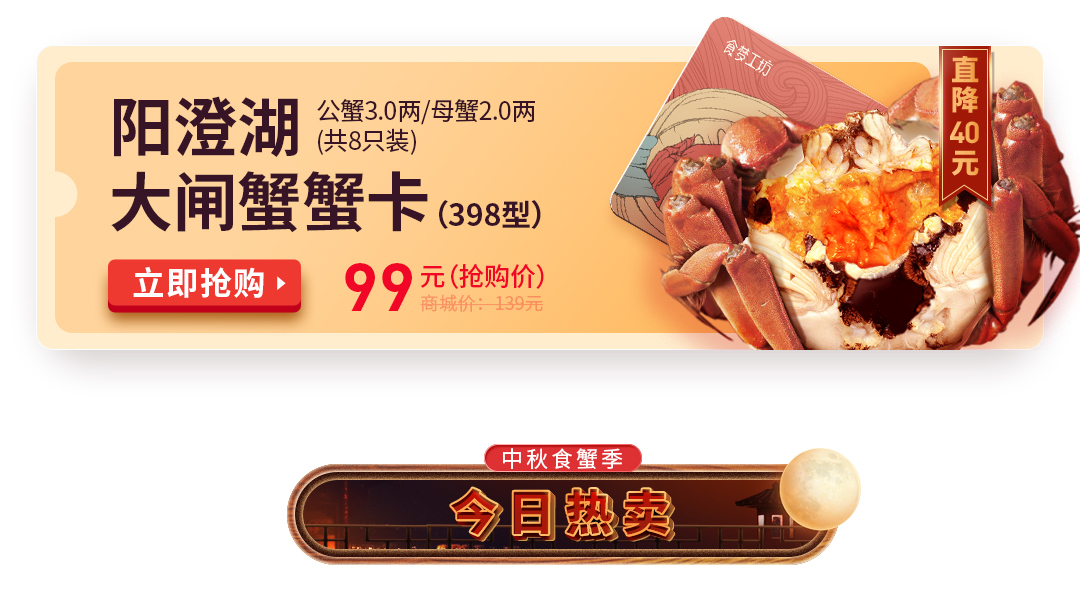 食梦工坊
直降40元
阳澄湖
公蟹3.0两/母蟹2.0两
(共8只装)
大闸蟹蟹卡(398型)
立即抢购
99元(抢购价)
商城价：139元
中秋食蟹季
今日热卖